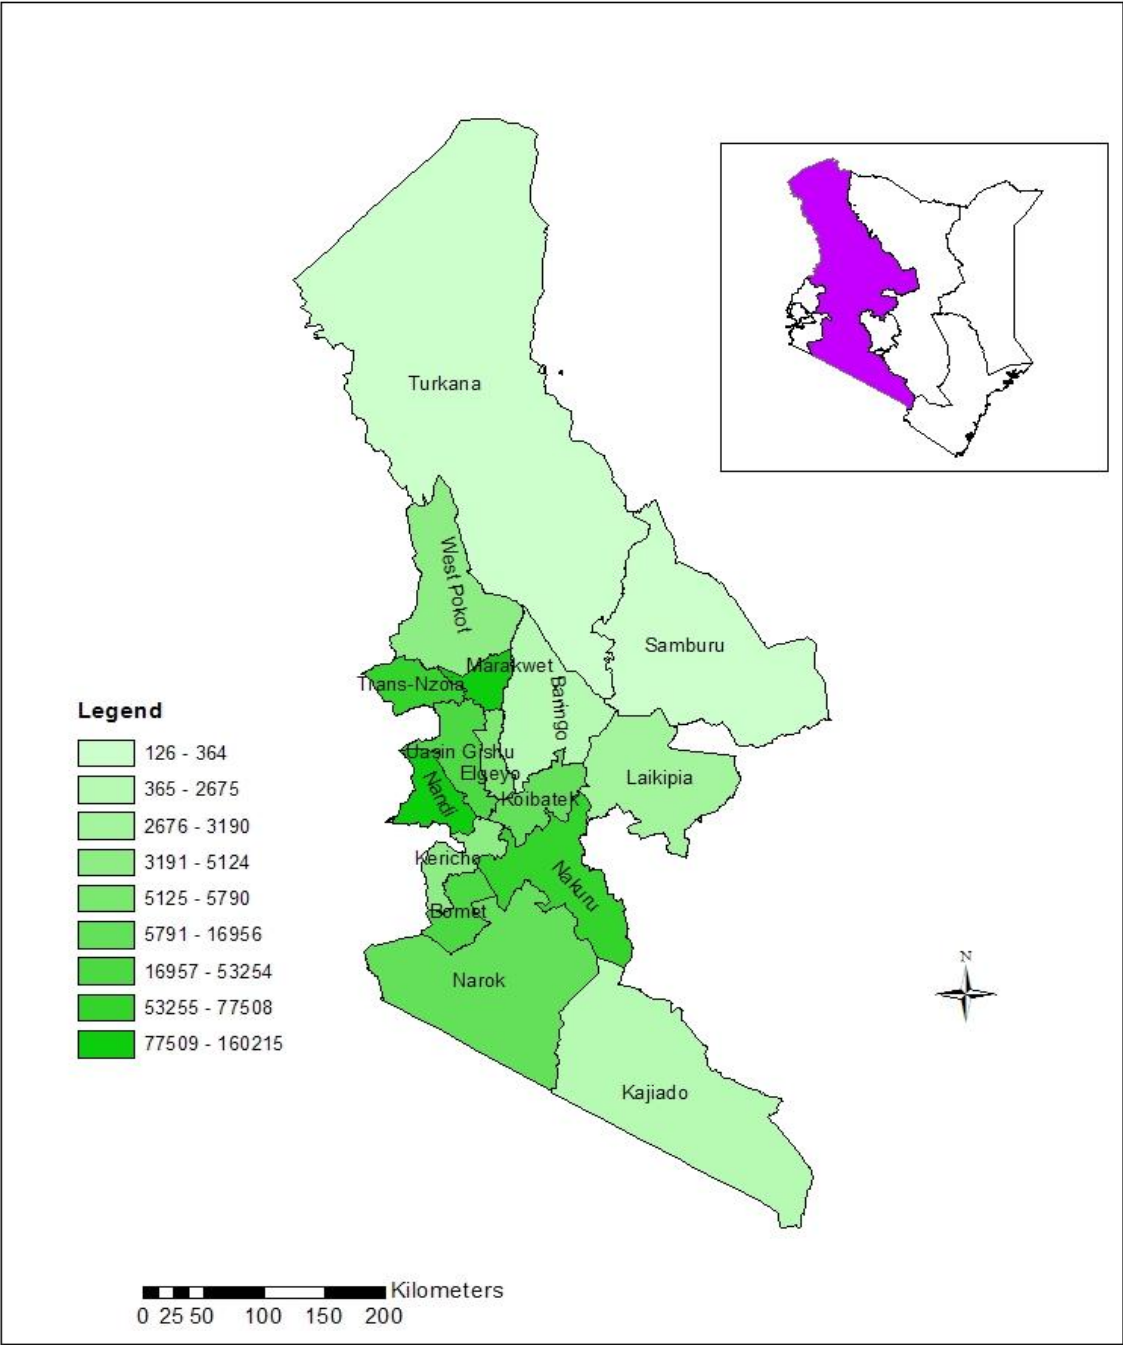 Turkana
West Pokot
Samburu
Marakwet
Trans-Nzoia
Baringo
Legend
126 - 364
365 - 2675
2676 - 3190
3191 - 5124
5125 - 5790
5791 - 16956
16957 - 53254
53255 - 77508
77509 - 160215
Uasin Gishu
Elgeyo
Laikipia
Nandi
Koibatek
Kericho
Nakuru
Bomet
Narok
N
Kajiado
Kilometers
0 25 50 100 150 200